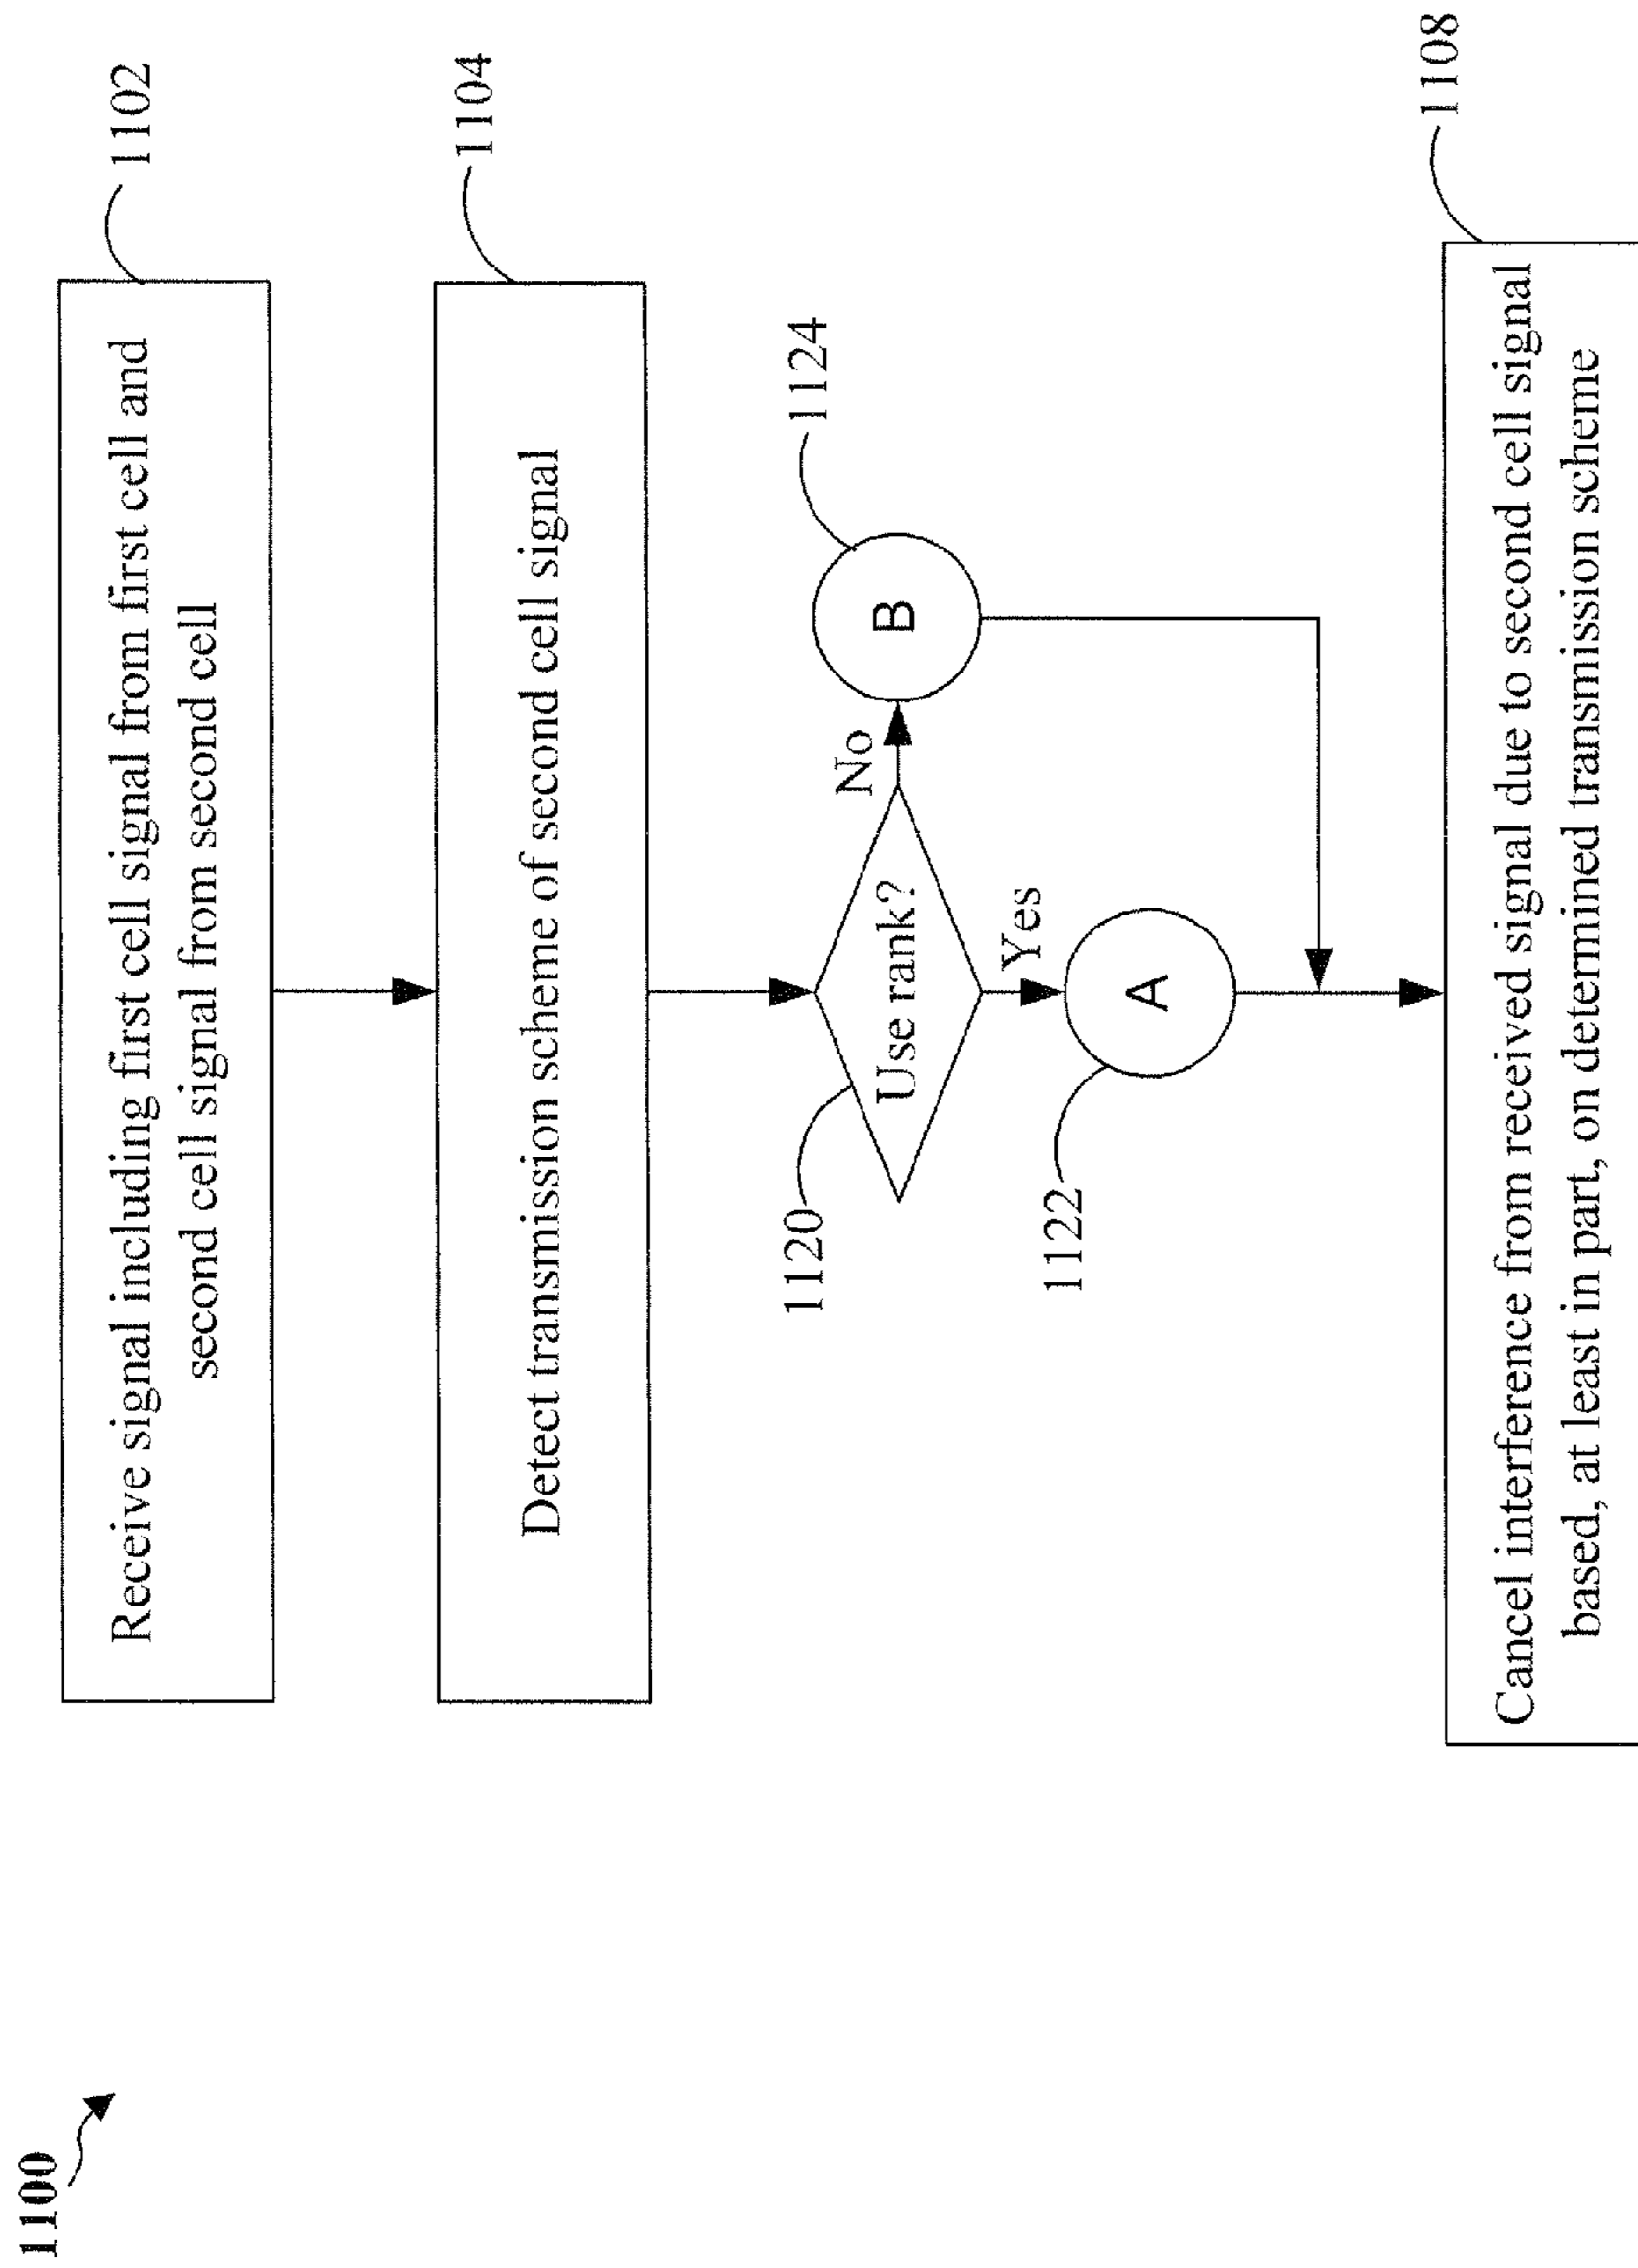 1100
Receive signal including first cell signal from first cell and
second cell signal from second cell
1102
Detect transmission scheme of second cell signal
1104
1120
Use rank?
No
B
1124
Yes
1122
A
Cancel interference from received signal due to second cell signal
based, at least in part, on determined transmission scheme
1108